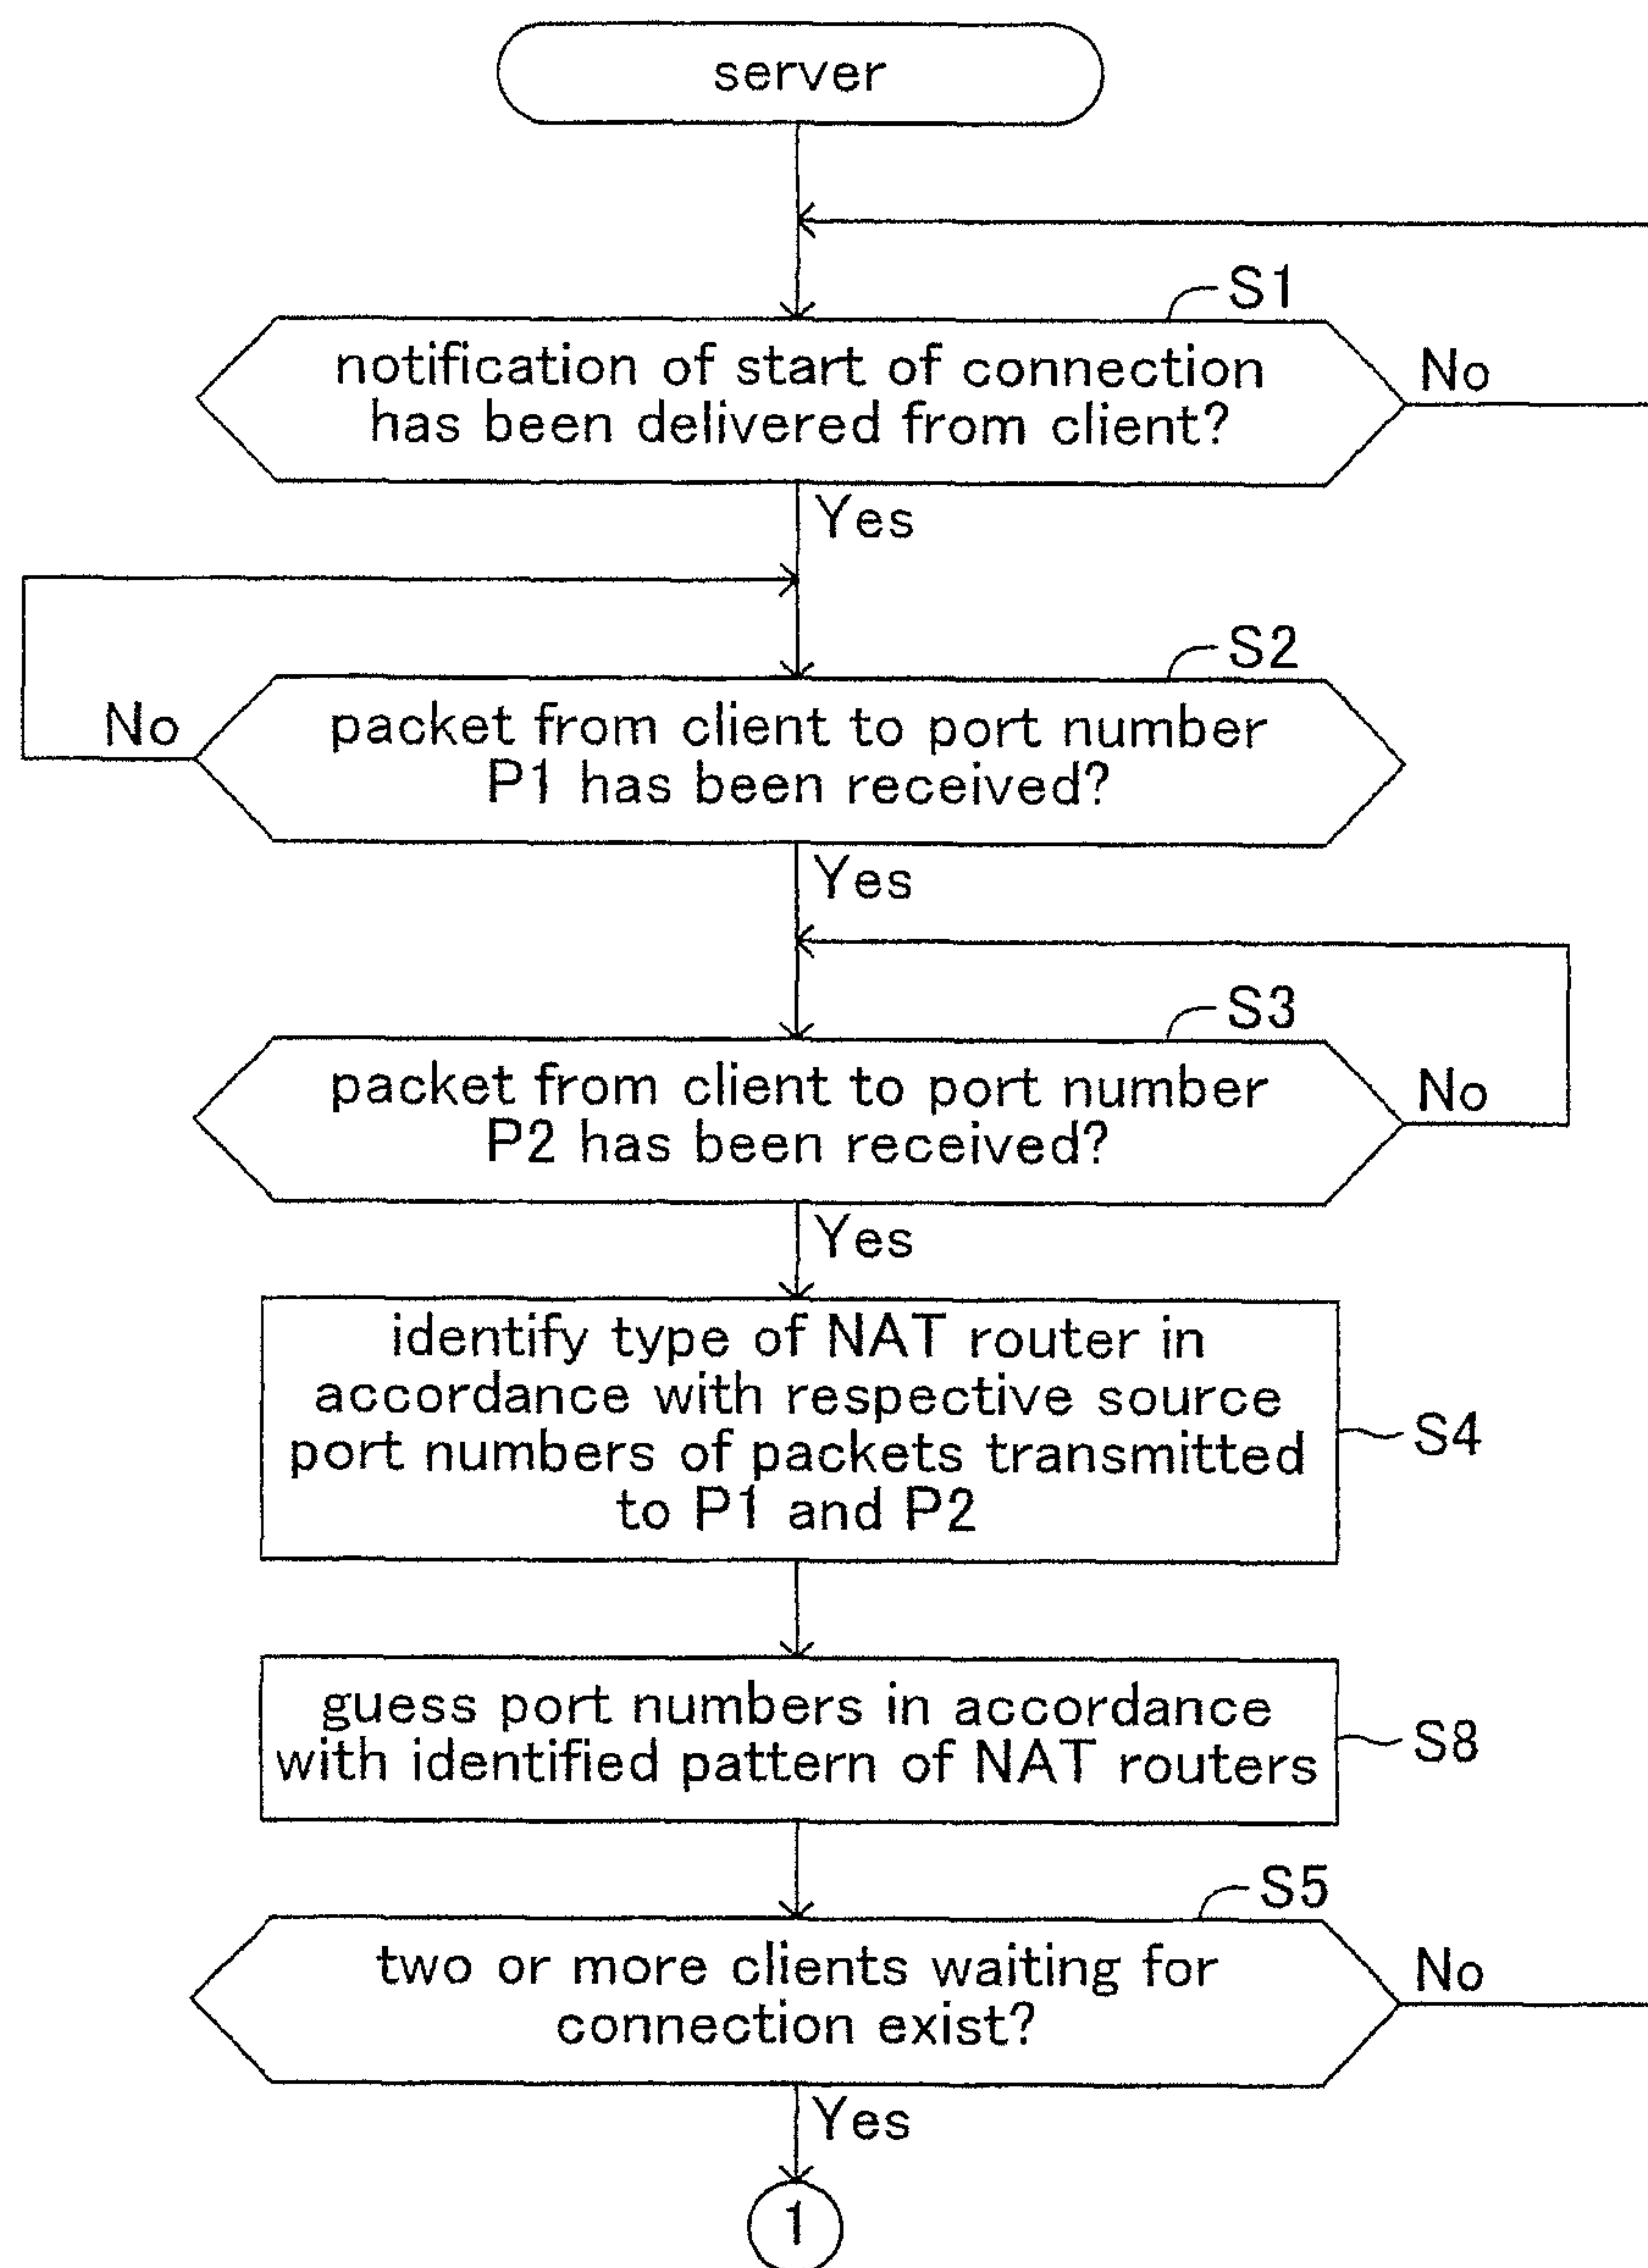 server
S1
notification of start of connection
has been delivered from client?
No
Yes
S2
No
packet from client to port number
P1 has been received?
Yes
S3
packet from client to port number
P2 has been received?
No
Yes
identify type of NAT router in
accordance with respective source
port numbers of packets transmitted
to P1 and P2
S4
guess port numbers in accordance
with identified pattern of NAT routers
S8
S5
two or more clients waiting for
connection exist?
No
Yes
1